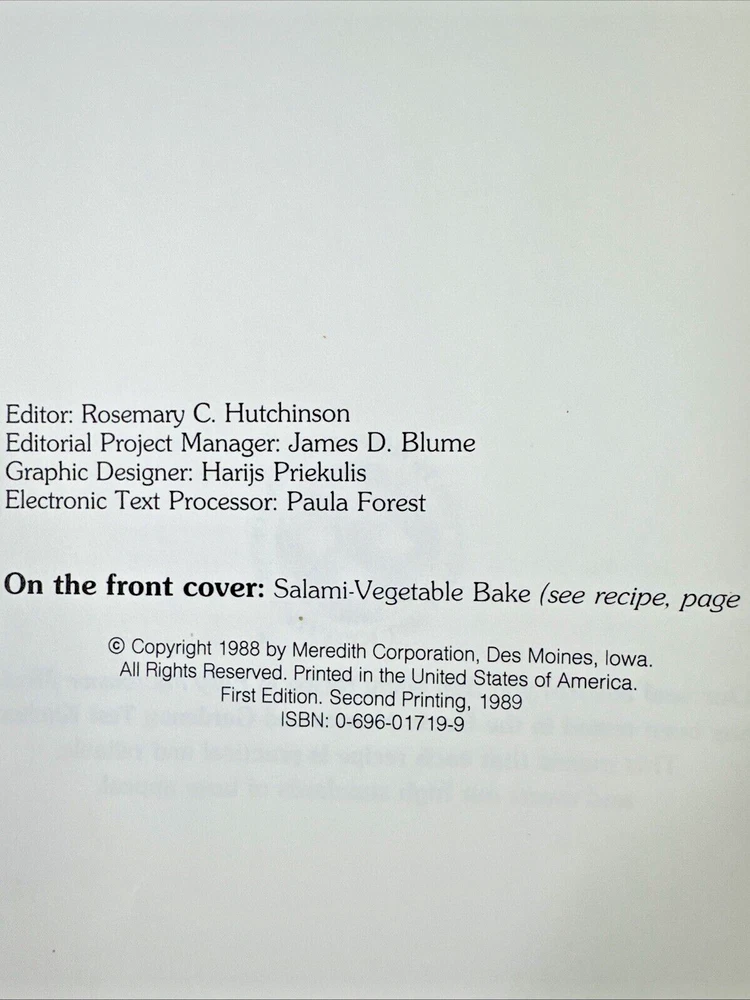 Editor: Rosemary C. Hutchinson
Editorial Project Manager: James D. Blume
Graphic Designer: Harijs Priekulis
Electronic Text Processor: Paula Forest
On the front cover: Salami-Vegetable Bake (see recipe, page
© Copyright 1988 by Meredith Corporation, Des Moines, Iowa.
All Rights Reserved. Printed in the United States of America.
First Edition. Second Printing, 1989
ISBN: 0-696-01719-9